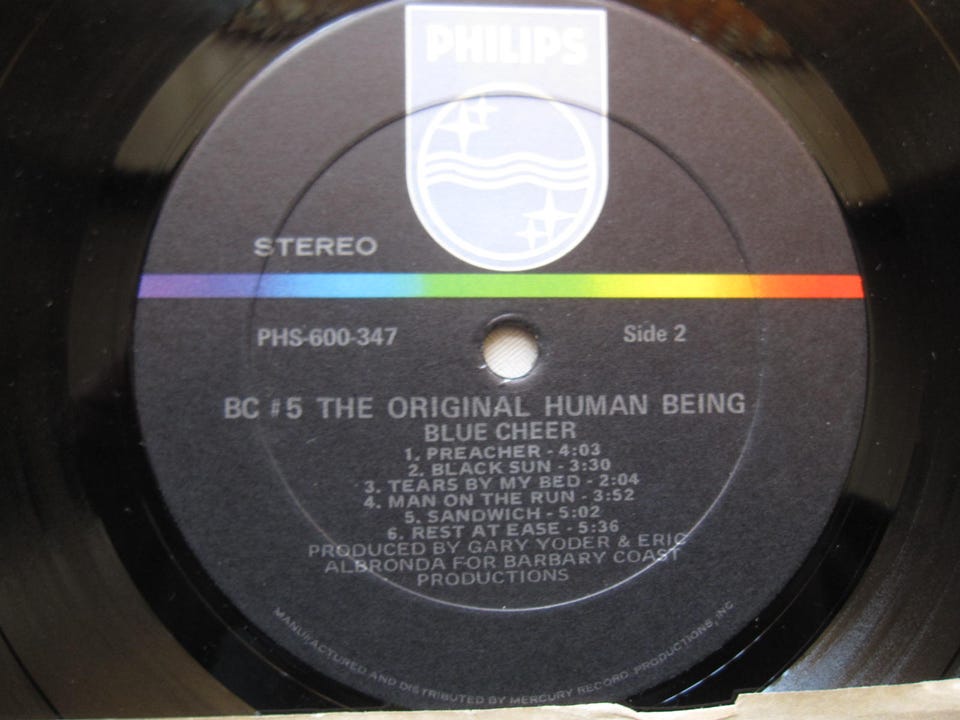 PHILIPS
STEREO
PHS-600-347
Side 2
BC #5 THE ORIGINAL HUMAN BEING
BLUE CHEER
1. PREACHER - 4:03
2. BLACK SUN - 3:30
3. TEARS BY MY BED - 2:04
4. MAN ON THE RUN - 3:52
5. SANDWICH - 5:02
6. REST AT EASE - 5:36
PRODUCED BY GARY YODER & ERIC
ALBRONDA FOR BARBARY COAST
PRODUCTIONS
MANUFACTURED AND DISTRIBUTED BY MERCURY RECORD PRODUCTIONS, INC